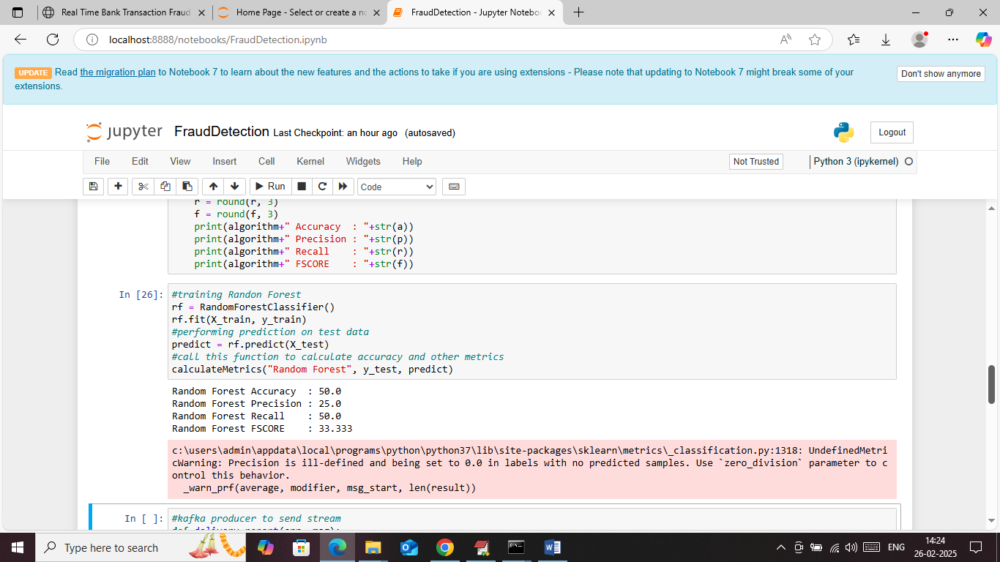 Real Time Bank Transaction Fraud
Home Page - Select or create a no
FraudDetection - Jupyter Noteboo
localhost:8888/notebooks/FraudDetection.ipynb
UPDATE Read the migration plan to Notebook 7 to learn about the new features and the actions to take if you are using extensions - Please note that updating to Notebook 7 might break some of your
extensions.
Don't show anymore
jupyter FraudDetection Last Checkpoint: an hour ago (autosaved)
Logout
File Edit View Insert Cell Kernel Widgets Help
Not Trusted Python 3 (ipykernel)
Run Code
r = round(r, 3)
f = round(f, 3)
print(algorithm+" Accuracy  : "+str(a))
print(algorithm+" Precision : "+str(p))
print(algorithm+" Recall    : "+str(r))
print(algorithm+" FSCORE    : "+str(f))
In [26]: #training Randon Forest
rf = RandomForestClassifier()
rf.fit(X_train, y_train)
#performing prediction on test data
predict = rf.predict(X_test)
#call this function to calculate accuracy and other metrics
calculateMetrics("Random Forest", y_test, predict)
Random Forest Accuracy  : 50.0
Random Forest Precision : 25.0
Random Forest Recall    : 50.0
Random Forest FSCORE    : 33.333
c:\users\admin\appdata\local\programs\python\python37\lib\site-packages\sklearn\metrics\_classification.py:1318: UndefinedMetri
cWarning: Precision is ill-defined and being set to 0.0 in labels with no predicted samples. Use `zero_division` parameter to c
ontrol this behavior.
_warn_prf(average, modifier, msg_start, len(result))
In [ ]: #kafka producer to send stream
Type here to search
ENG
14:24
26-02-2025